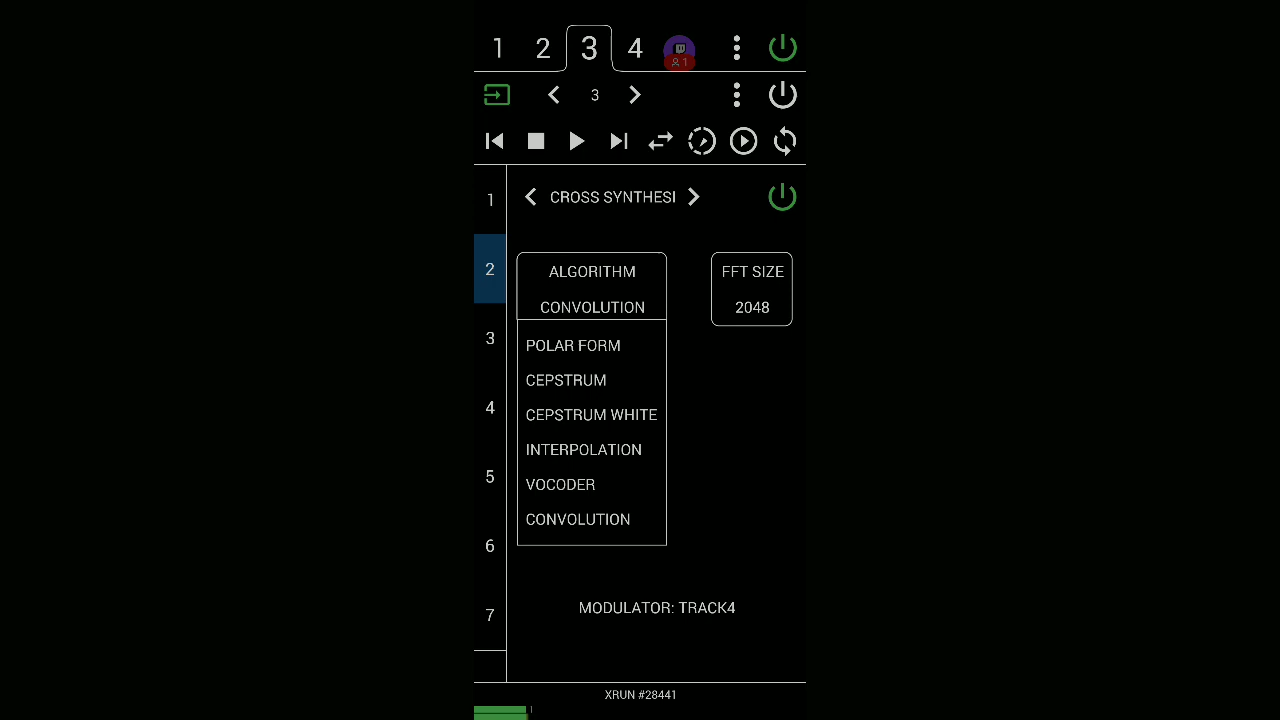 1 2 3 4
1
3
1
CROSS SYNTHESI
2
ALGORITHM
FFT SIZE
CONVOLUTION
2048
3
POLAR FORM
CEPSTRUM
4
CEPSTRUM WHITE
INTERPOLATION
5
VOCODER
CONVOLUTION
6
MODULATOR: TRACK4
7
XRUN #28441